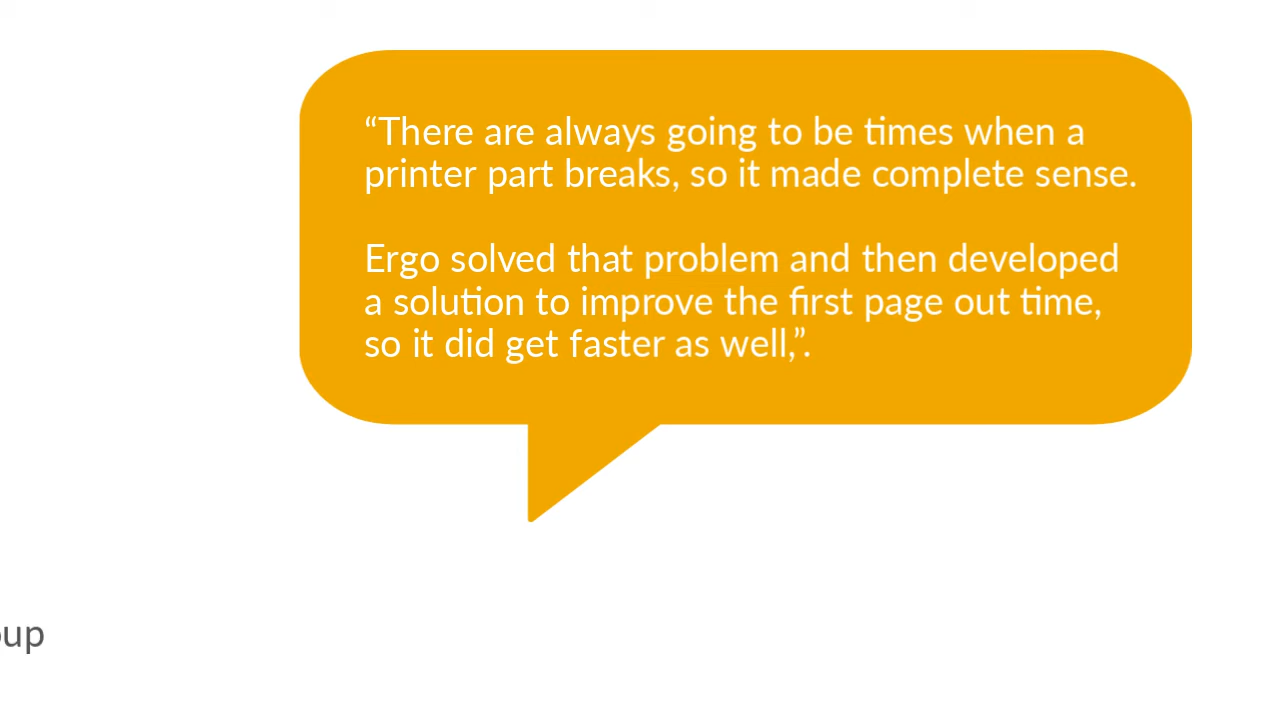 “There are always going to be times when a
printer part breaks, so it made complete sense.
Ergo solved that problem and then developed
a solution to improve the first page out time,
so it did get faster as well,”.
oup